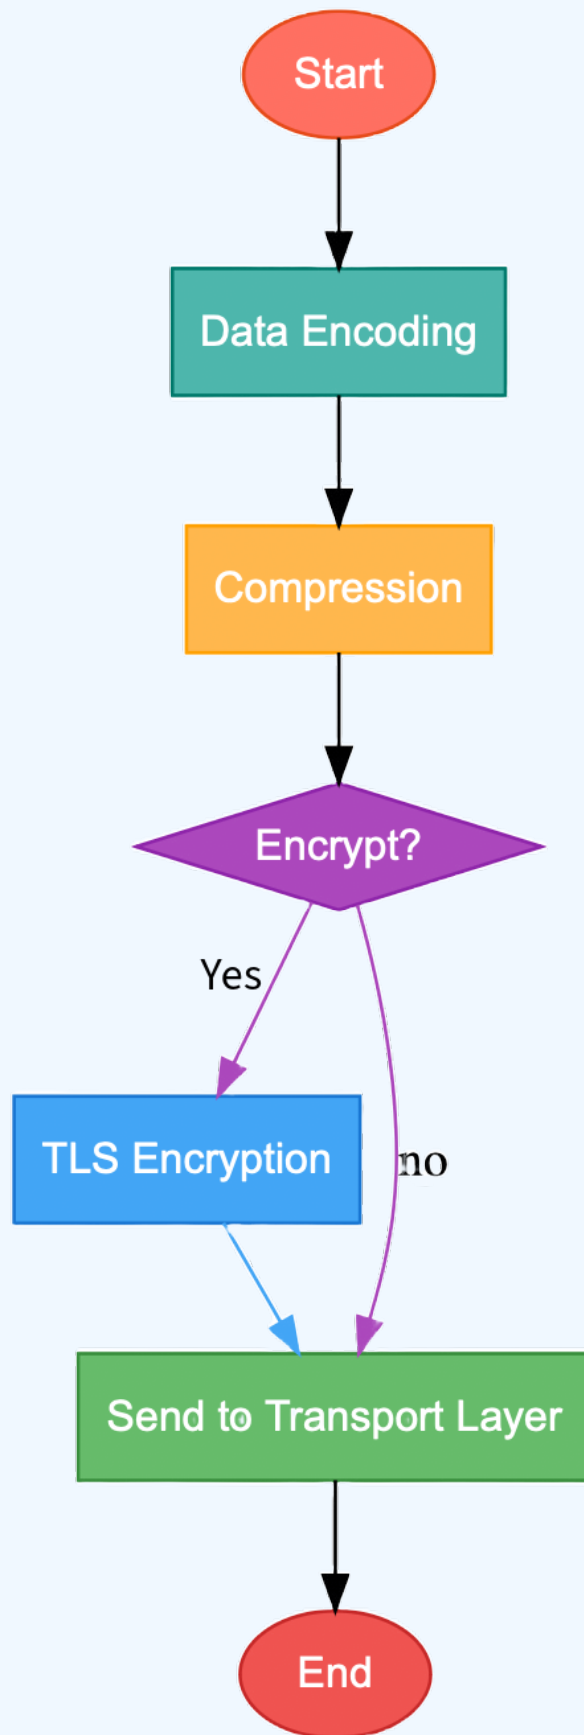 Start
Data Encoding
Compression
Encrypt?
Yes
TLS Encryption
no
Send to Transport Layer
End